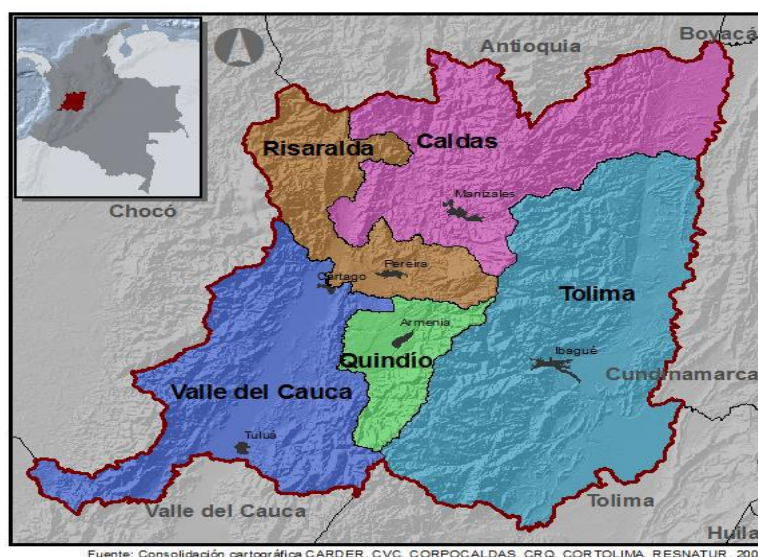 Boyacá
Antioquia
Risaralda
Caldas
Manizales
Chocó
Pereira
Cartago
Tolima
Armenia
Quindío
Ibagué
Cundinamarca
Valle del Cauca
Tuluá
Valle del Cauca
Tolima
Huila
Fuente: Consolidación cartográfica CARDER, CVC, CORPOCALDAS, CRQ, CORTOLIMA, RESNATUR, 200